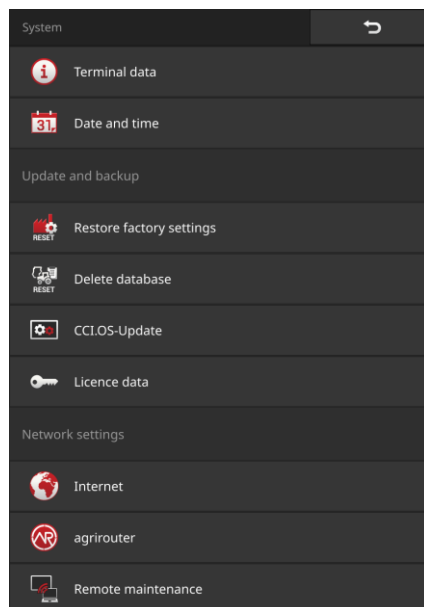 System
Terminal data
31
Date and time
Update and backup
RESET
Restore factory settings
RESET
Delete database
CCI.OS-Update
Licence data
Network settings
Internet
AR
agrirouter
Remote maintenance